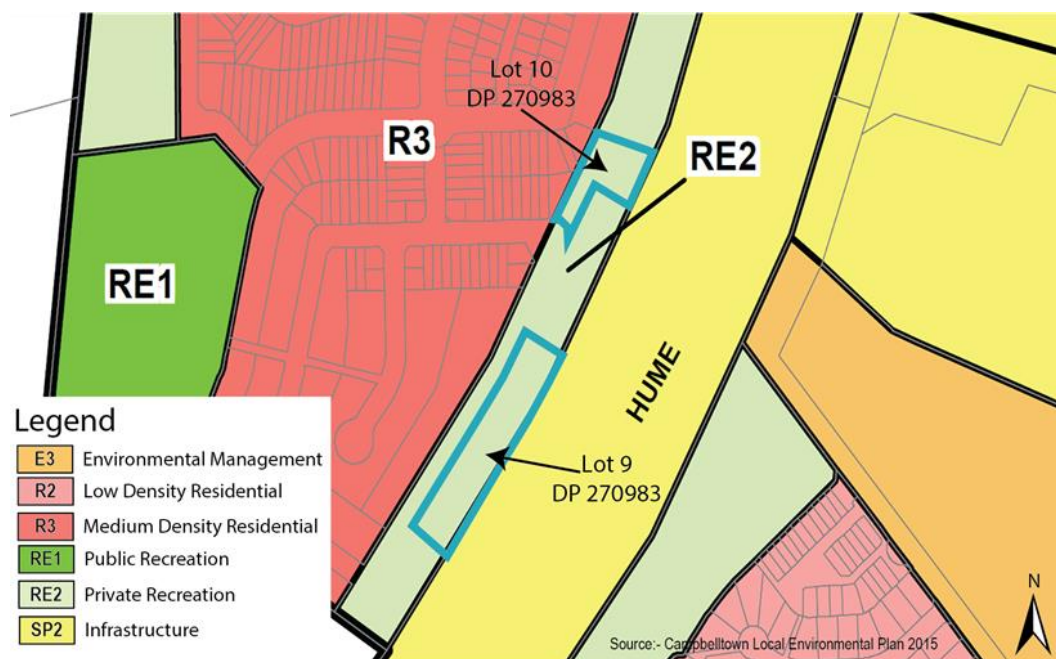 Lot 10
DP 270983
R3
RE2
RE1
HUME
Lot 9
DP 270983
Legend
E3 Environmental Management
R2 Low Density Residential
R3 Medium Density Residential
RE1 Public Recreation
RE2 Private Recreation
SP2 Infrastructure
N
Source:- Campbelltown Local Environmental Plan 2015